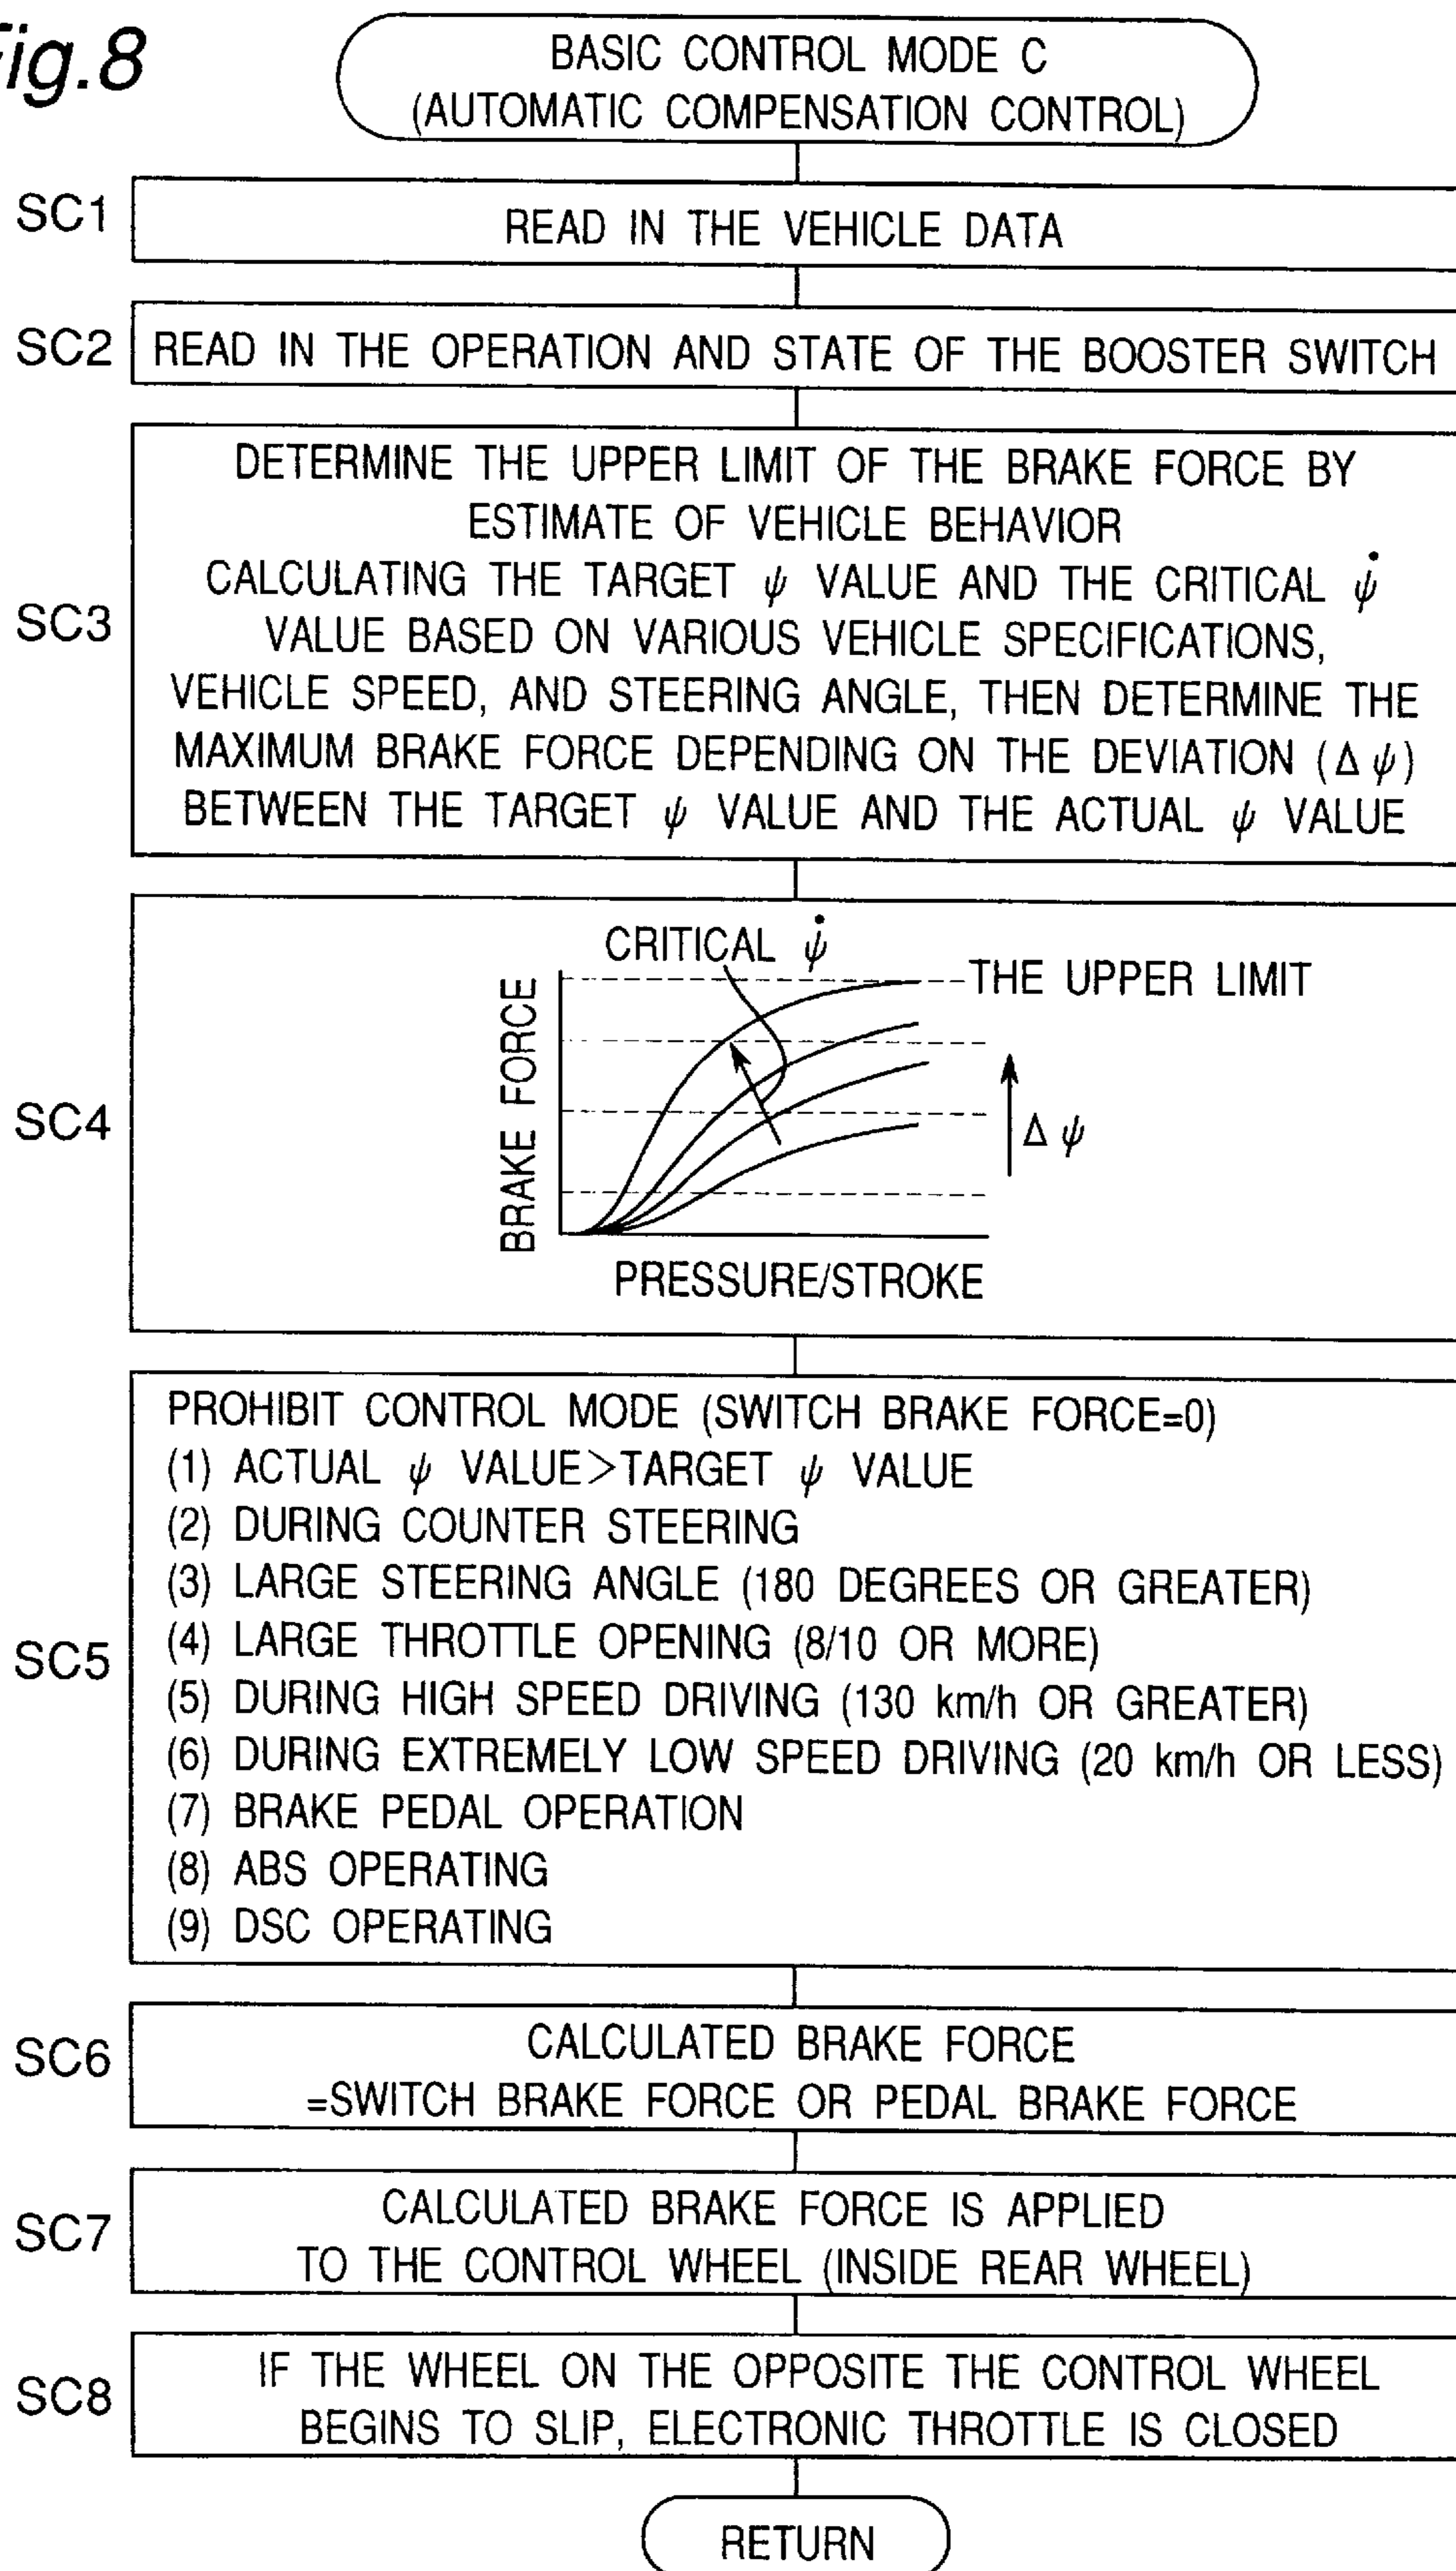 Fig.8
BASIC CONTROL MODE C
(AUTOMATIC COMPENSATION CONTROL)
SC1
READ IN THE VEHICLE DATA
SC2
READ IN THE OPERATION AND STATE OF THE BOOSTER SWITCH
SC3
DETERMINE THE UPPER LIMIT OF THE BRAKE FORCE BY
ESTIMATE OF VEHICLE BEHAVIOR
CALCULATING THE TARGET ψ VALUE AND THE CRITICAL ψ̇
VALUE BASED ON VARIOUS VEHICLE SPECIFICATIONS,
VEHICLE SPEED, AND STEERING ANGLE, THEN DETERMINE THE
MAXIMUM BRAKE FORCE DEPENDING ON THE DEVIATION (Δψ)
BETWEEN THE TARGET ψ VALUE AND THE ACTUAL ψ VALUE
SC4
CRITICAL ψ̇
THE UPPER LIMIT
BRAKE FORCE
Δψ
PRESSURE/STROKE
SC5
PROHIBIT CONTROL MODE (SWITCH BRAKE FORCE=0)
(1) ACTUAL ψ VALUE>TARGET ψ VALUE
(2) DURING COUNTER STEERING
(3) LARGE STEERING ANGLE (180 DEGREES OR GREATER)
(4) LARGE THROTTLE OPENING (8/10 OR MORE)
(5) DURING HIGH SPEED DRIVING (130 km/h OR GREATER)
(6) DURING EXTREMELY LOW SPEED DRIVING (20 km/h OR LESS)
(7) BRAKE PEDAL OPERATION
(8) ABS OPERATING
(9) DSC OPERATING
SC6
CALCULATED BRAKE FORCE
=SWITCH BRAKE FORCE OR PEDAL BRAKE FORCE
SC7
CALCULATED BRAKE FORCE IS APPLIED
TO THE CONTROL WHEEL (INSIDE REAR WHEEL)
SC8
IF THE WHEEL ON THE OPPOSITE THE CONTROL WHEEL
BEGINS TO SLIP, ELECTRONIC THROTTLE IS CLOSED
RETURN